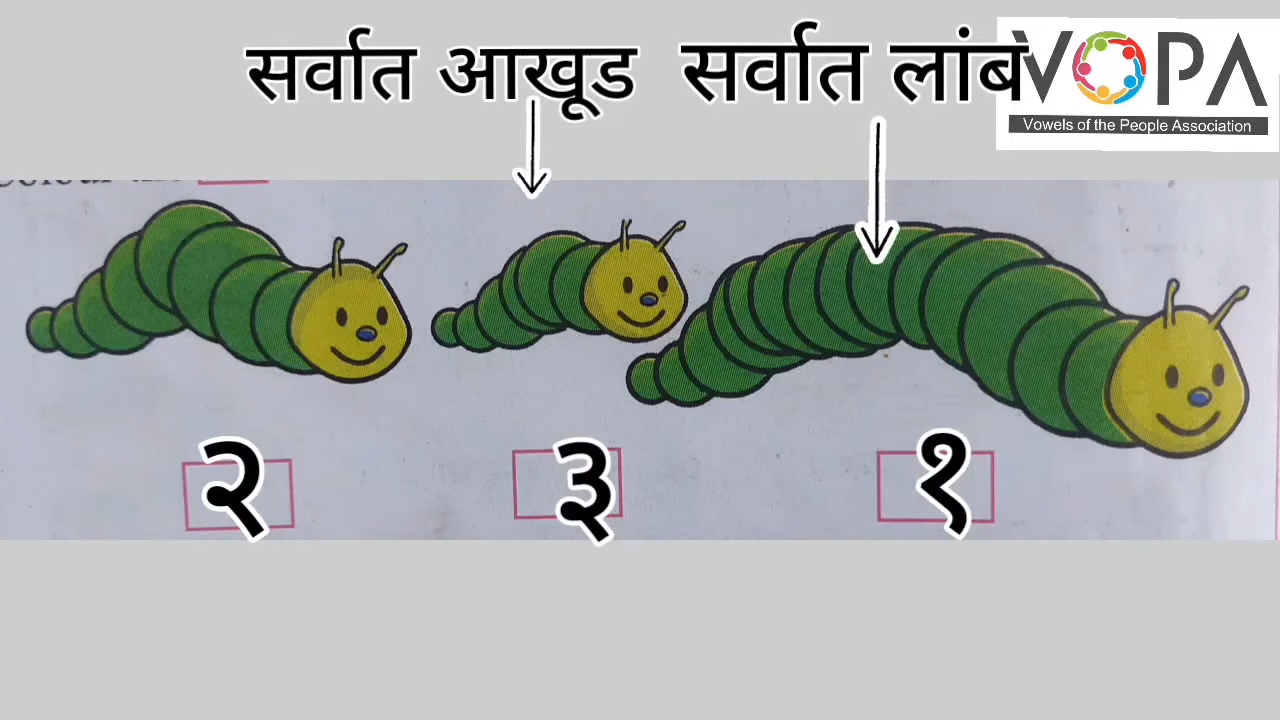 सर्वात आखूड सर्वात लांब
VOPA
Vowels of the People Association
२ ३ १